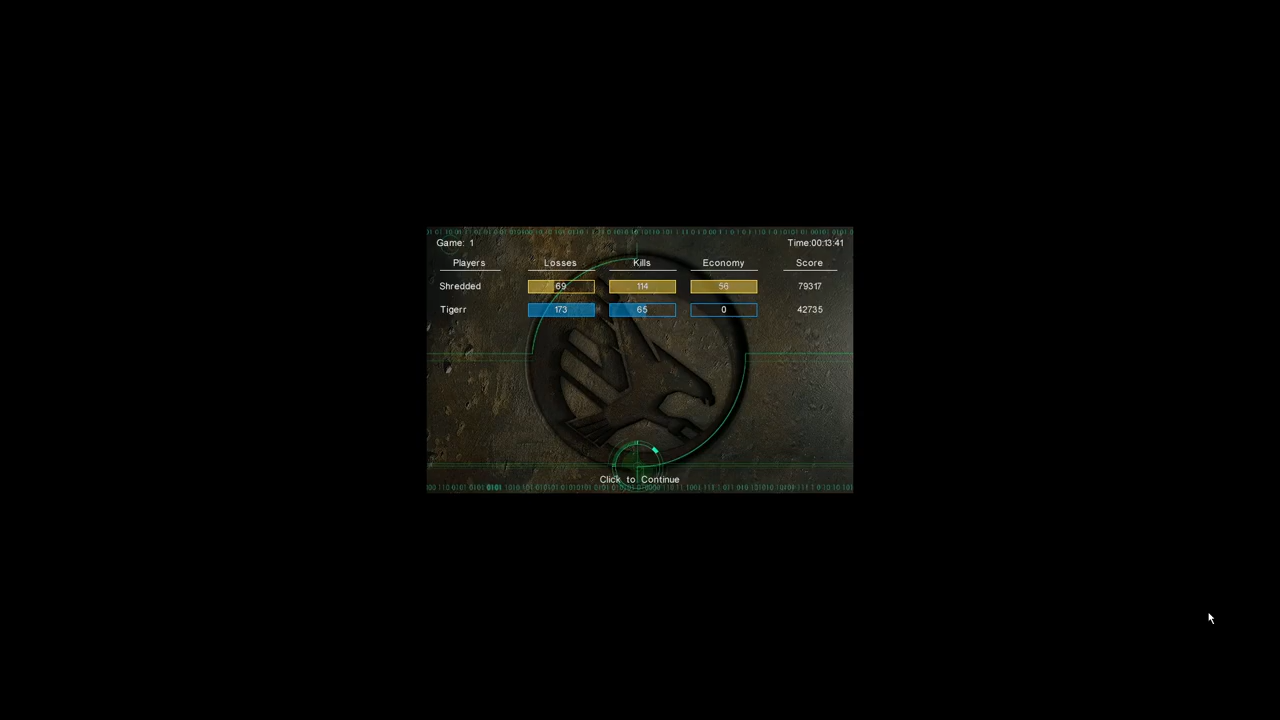 Game: 1 Time:00:13:41
Players Losses Kills Economy Score
Shredded 69 114 56 79317
Tigerr 173 65 0 42735
Click to Continue